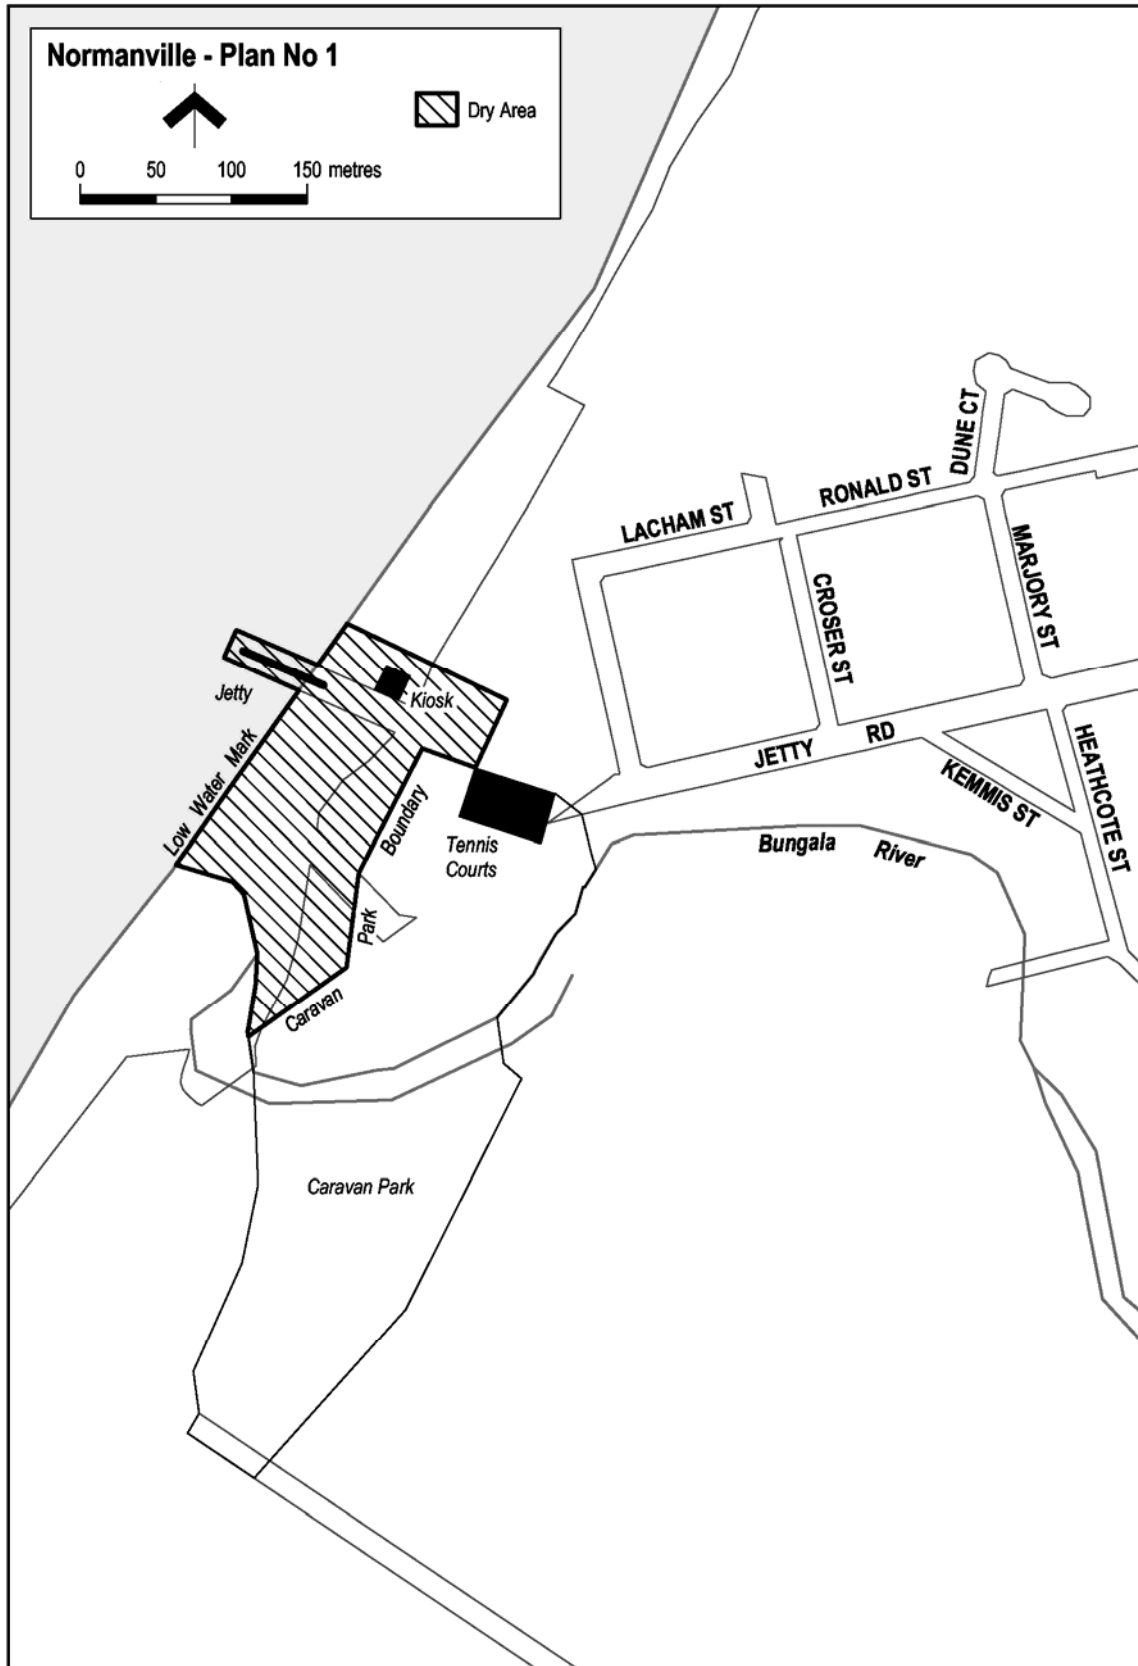 Normanville - Plan No 1
Dry Area
0 50 100 150 metres
DUNE CT
RONALD ST
LACHAM ST
MARJORY ST
CROSER ST
Jetty
Kiosk
Low Water Mark
JETTY RD
HEATHCOTE ST
KEMMIS ST
Boundary
Tennis
Courts
Bungala River
Park
Caravan
Caravan Park